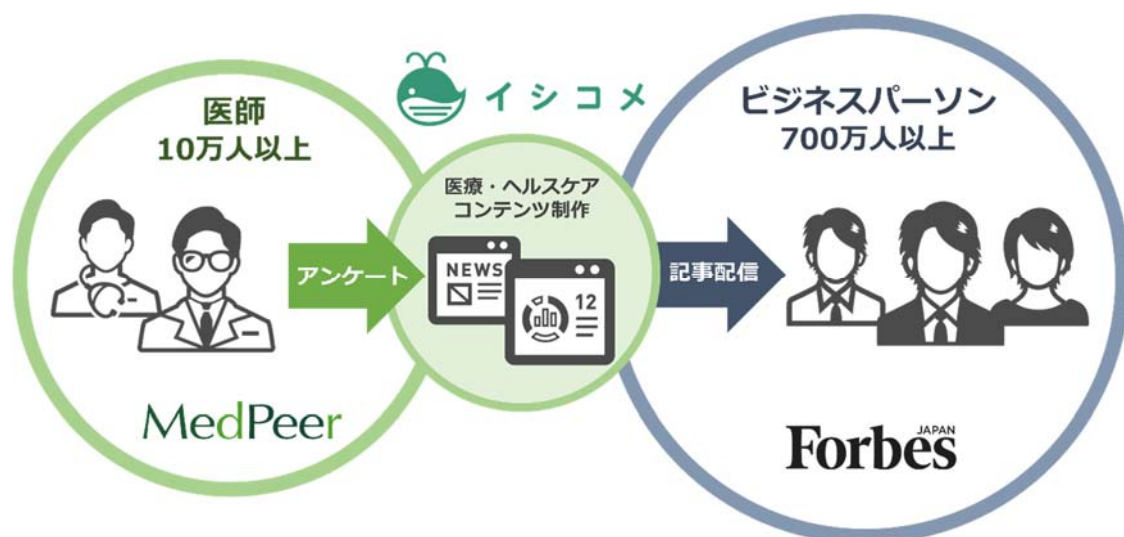 医師
10万人以上
イシコメ
ビジネスパーソン
700万人以上
医療・ヘルスケア
コンテンツ制作
アンケート
NEWS
12
記事配信
MedPeer
Forbes
JAPAN